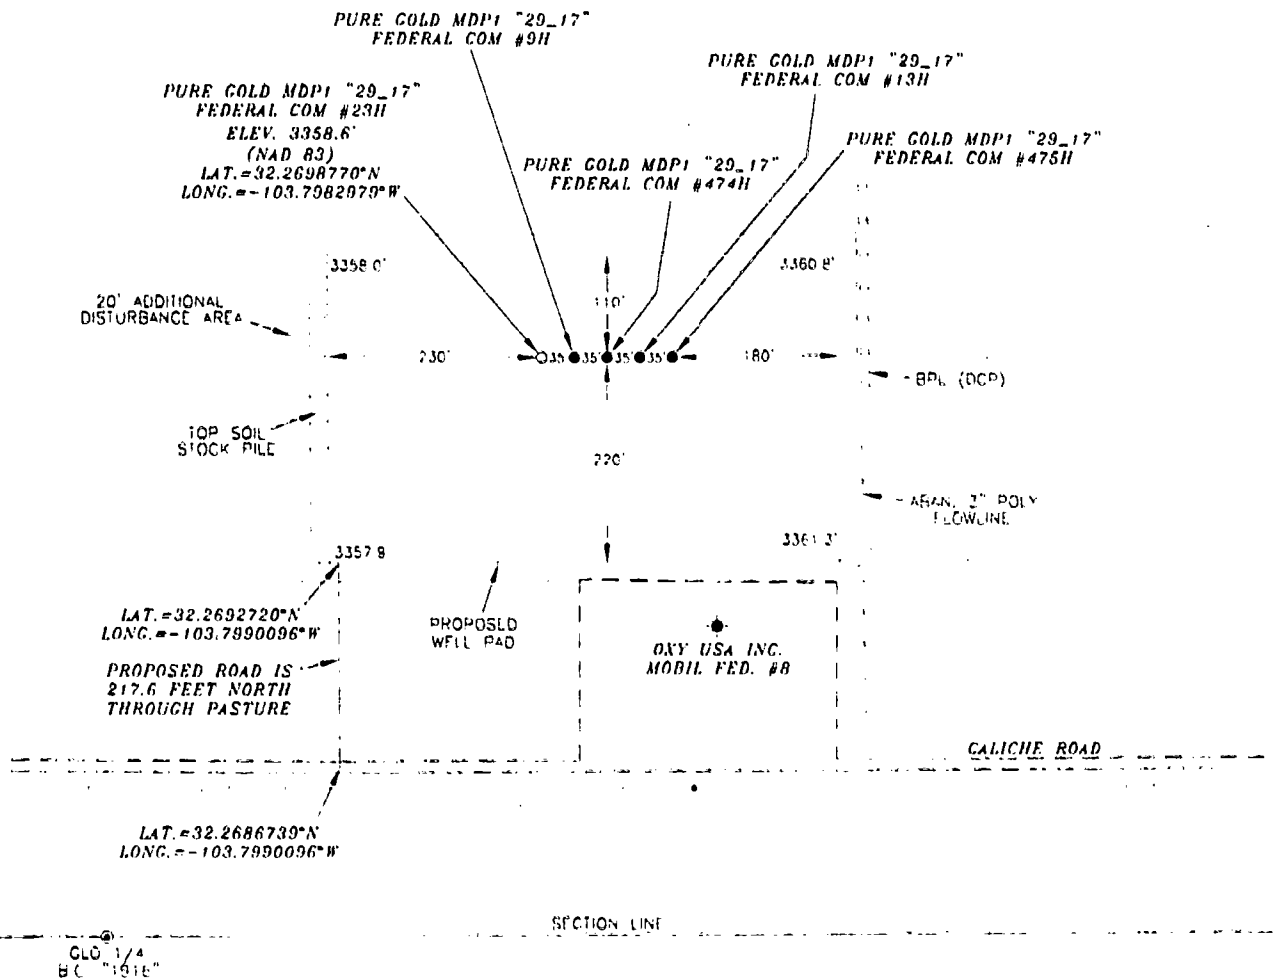 PURE GOLD MDP1 "29_17"
FEDERAL COM #9H
PURE GOLD MDP1 "29_17"
FEDERAL COM #13H
PURE GOLD MDP1 "29_17"
FEDERAL COM #23H
ELEV. 3358.6'
(NAD 83)
LAT.=32.2698770°N
LONG.=-103.7982979°W
PURE GOLD MDP1 "29_17"
FEDERAL COM #474H
PURE GOLD MDP1 "29_17"
FEDERAL COM #475H
3358.0'
3360.8'
20' ADDITIONAL
DISTURBANCE AREA
110'
230'
35'
35'
35'
35'
180'
BPL (DCP)
TOP SOIL
STOCK PILE
220'
ABAN. 3" POLY
FLOWLINE
3357.8
3361.3'
LAT.=32.2692720°N
LONG.=-103.7990096°W
PROPOSED
WELL PAD
OXY USA INC.
MOBIL FED. #8
PROPOSED ROAD IS
217.6 FEET NORTH
THROUGH PASTURE
CALICHE ROAD
LAT.=32.2686739°N
LONG.=-103.7990096°W
SECTION LINE
GLO 1/4
BC